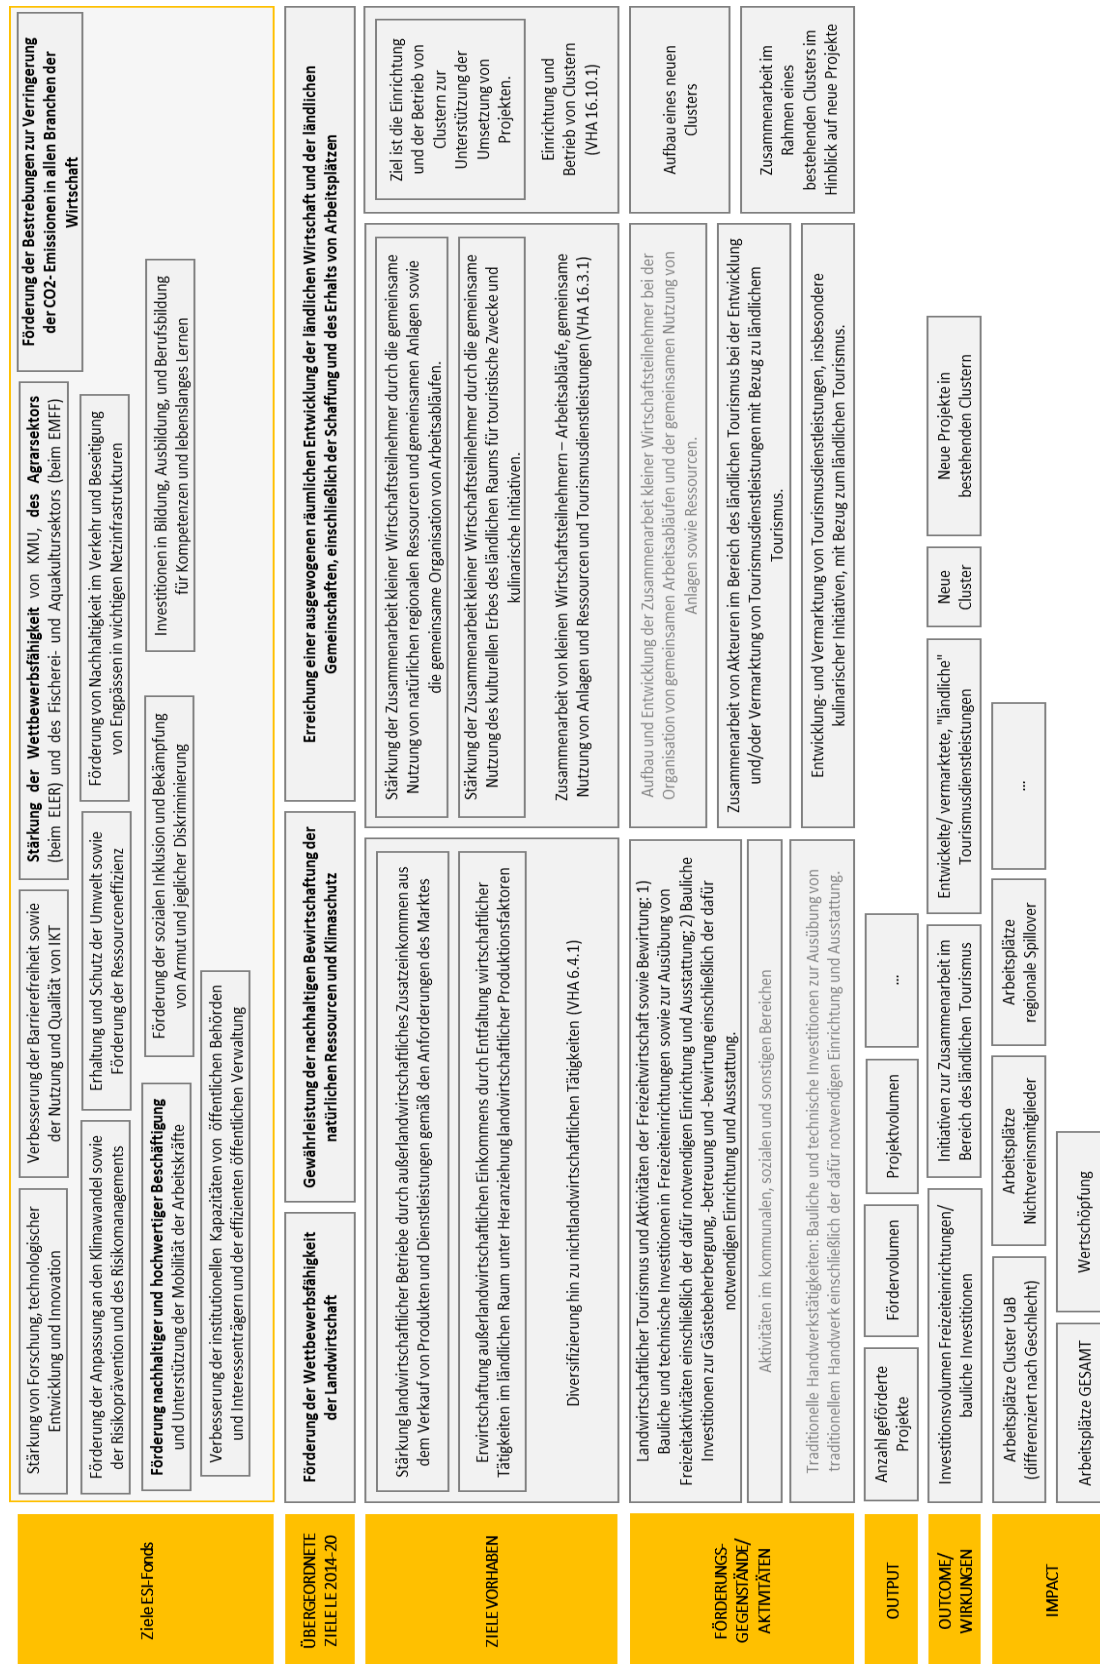 Ziele ESI-Fonds
Stärkung von Forschung, technologischer
Entwicklung und Innovation
Verbesserung der Barrierefreiheit sowie
der Nutzung und Qualität von IKT
Stärkung der Wettbewerbsfähigkeit von KMU, des Agrarsektors
(beim ELER) und des Fischerei- und Aquakultursektors (beim EMFF)
Förderung der Bestrebungen zur Verringerung
der CO2- Emissionen in allen Branchen der
Wirtschaft
Förderung der Anpassung an den Klimawandel sowie
der Risikoprävention und des Risikomanagements
Erhaltung und Schutz der Umwelt sowie
Förderung der Ressourceneffizienz
Förderung von Nachhaltigkeit im Verkehr und Beseitigung
von Engpässen in wichtigen Netzinfrastrukturen
Förderung nachhaltiger und hochwertiger Beschäftigung
und Unterstützung der Mobilität der Arbeitskräfte
Förderung der sozialen Inklusion und Bekämpfung
von Armut und jeglicher Diskriminierung
Investitionen in Bildung, Ausbildung, und Berufsbildung
für Kompetenzen und lebenslanges Lernen
Verbesserung der institutionellen Kapazitäten von öffentlichen Behörden
und Interessenträgern und der effizienten öffentlichen Verwaltung
ÜBERGEORDNETE
ZIELE LE 2014-20
Förderung der Wettbewerbsfähigkeit
der Landwirtschaft
Gewährleistung der nachhaltigen Bewirtschaftung der
natürlichen Ressourcen und Klimaschutz
Erreichung einer ausgewogenen räumlichen Entwicklung der ländlichen Wirtschaft und der ländlichen
Gemeinschaften, einschließlich der Schaffung und des Erhalts von Arbeitsplätzen
ZIELE VORHABEN
Stärkung landwirtschaftlicher Betriebe durch außerlandwirtschaftliches Zusatzeinkommen aus
dem Verkauf von Produkten und Dienstleistungen gemäß den Anforderungen des Marktes
Erwirtschaftung außerlandwirtschaftlichen Einkommens durch Entfaltung wirtschaftlicher
Tätigkeiten im ländlichen Raum unter Heranziehung landwirtschaftlicher Produktionsfaktoren
Diversifizierung hin zu nichtlandwirtschaftlichen Tätigkeiten (VHA 6.4.1)
Stärkung der Zusammenarbeit kleiner Wirtschaftsteilnehmer durch die gemeinsame
Nutzung von natürlichen regionalen Ressourcen und gemeinsamen Anlagen sowie
die gemeinsame Organisation von Arbeitsabläufen.
Stärkung der Zusammenarbeit kleiner Wirtschaftsteilnehmer durch die gemeinsame
Nutzung des kulturellen Erbes des ländlichen Raums für touristische Zwecke und
kulinarische Initiativen.
Zusammenarbeit von kleinen Wirtschaftsteilnehmern – Arbeitsabläufe, gemeinsame
Nutzung von Anlagen und Ressourcen und Tourismusdienstleistungen (VHA 16.3.1)
Ziel ist die Einrichtung
und der Betrieb von
Clustern zur
Unterstützung der
Umsetzung von
Projekten.
Einrichtung und
Betrieb von Clustern
(VHA 16.10.1)
FÖRDERUNGS-
GEGENSTÄNDE/
AKTIVITÄTEN
Landwirtschaftlicher Tourismus und Aktivitäten der Freizeitwirtschaft sowie Bewirtung: 1)
Bauliche und technische Investitionen in Freizeiteinrichtungen sowie zur Ausübung von
Freizeitaktivitäten einschließlich der dafür notwendigen Einrichtung und Ausstattung; 2) Bauliche
Investitionen zur Gästebeherbergung, -betreuung und -bewirtung einschließlich der dafür
notwendigen Einrichtung und Ausstattung.
Aktivitäten im kommunalen, sozialen und sonstigen Bereichen
Traditionelle Handwerkstätigkeiten: Bauliche und technische Investitionen zur Ausübung von
traditionellem Handwerk einschließlich der dafür notwendigen Einrichtung und Ausstattung.
Aufbau und Entwicklung der Zusammenarbeit kleiner Wirtschaftsteilnehmer bei der
Organisation von gemeinsamen Arbeitsabläufen und der gemeinsamen Nutzung von
Anlagen sowie Ressourcen.
Zusammenarbeit von Akteuren im Bereich des ländlichen Tourismus bei der Entwicklung
und/oder Vermarktung von Tourismusdienstleistungen mit Bezug zu ländlichem
Tourismus.
Entwicklung- und Vermarktung von Tourismusdienstleistungen, insbesondere
kulinarischer Initiativen, mit Bezug zum ländlichen Tourismus.
Aufbau eines neuen
Clusters
Zusammenarbeit im
Rahmen eines
bestehenden Clusters im
Hinblick auf neue Projekte
OUTPUT
Anzahl geförderte
Projekte
Fördervolumen
Projektvolumen
...
OUTCOME/
WIRKUNGEN
Investitionsvolumen Freizeiteinrichtungen/
bauliche Investitionen
Initiativen zur Zusammenarbeit im
Bereich des ländlichen Tourismus
Entwickelte/ vermarktete, "ländliche"
Tourismusdienstleistungen
Neue
Cluster
Neue Projekte in
bestehenden Clustern
IMPACT
Arbeitsplätze Cluster UaB
(differenziert nach Geschlecht)
Arbeitsplätze
Nichtvereinsmitglieder
Arbeitsplätze
regionale Spillover
...
Arbeitsplätze GESAMT
Wertschöpfung